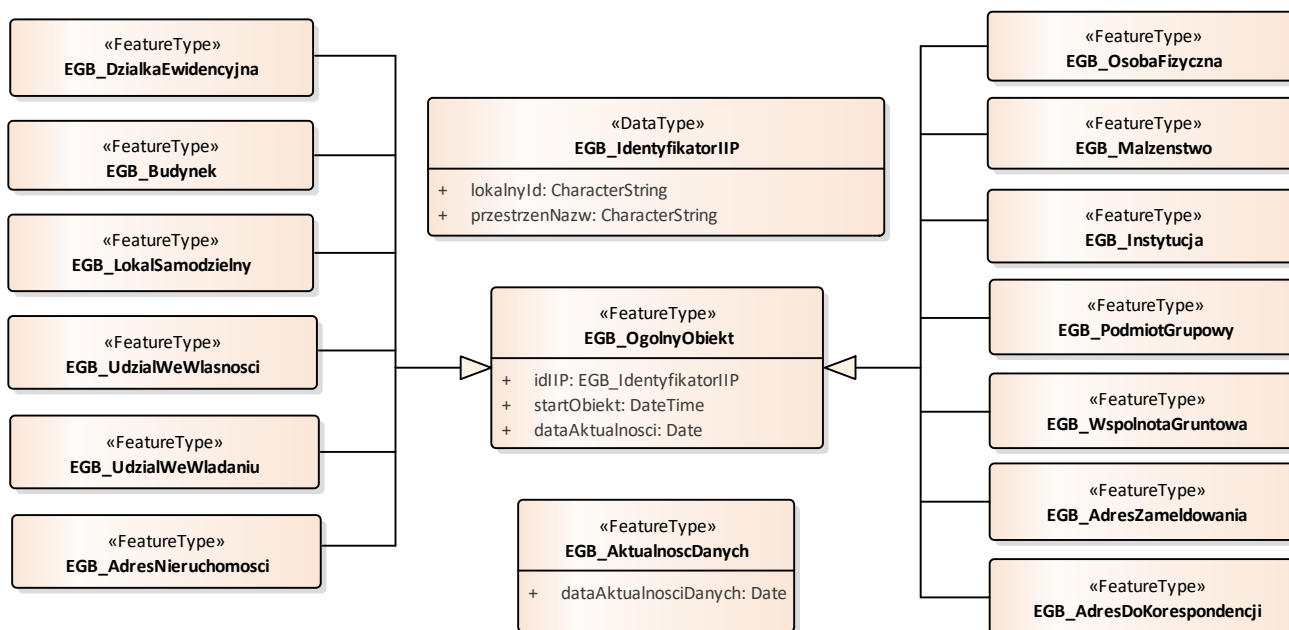 «FeatureType»
EGB_DzialkaEwidencyjna
«FeatureType»
EGB_Budynek
«FeatureType»
EGB_LokalSamodzielny
«FeatureType»
EGB_UdzialWeWlasnosci
«FeatureType»
EGB_UdzialWeWladaniu
«FeatureType»
EGB_AdresNieruchomosci
«DataType»
EGB_IdentyfikatorIIP
+ lokalnyId: CharacterString
+ przestrzenNazw: CharacterString
«FeatureType»
EGB_OgolnyObiekt
+ idIIP: EGB_IdentyfikatorIIP
+ startObiekt: DateTime
+ dataAktualnosci: Date
«FeatureType»
EGB_AktualnoscDanych
+ dataAktualnosciDanych: Date
«FeatureType»
EGB_OsobaFizyczna
«FeatureType»
EGB_Malzenstwo
«FeatureType»
EGB_Instytucja
«FeatureType»
EGB_PodmiotGrupowy
«FeatureType»
EGB_WspolnotaGruntowa
«FeatureType»
EGB_AdresZameldowania
«FeatureType»
EGB_AdresDoKorespondencji